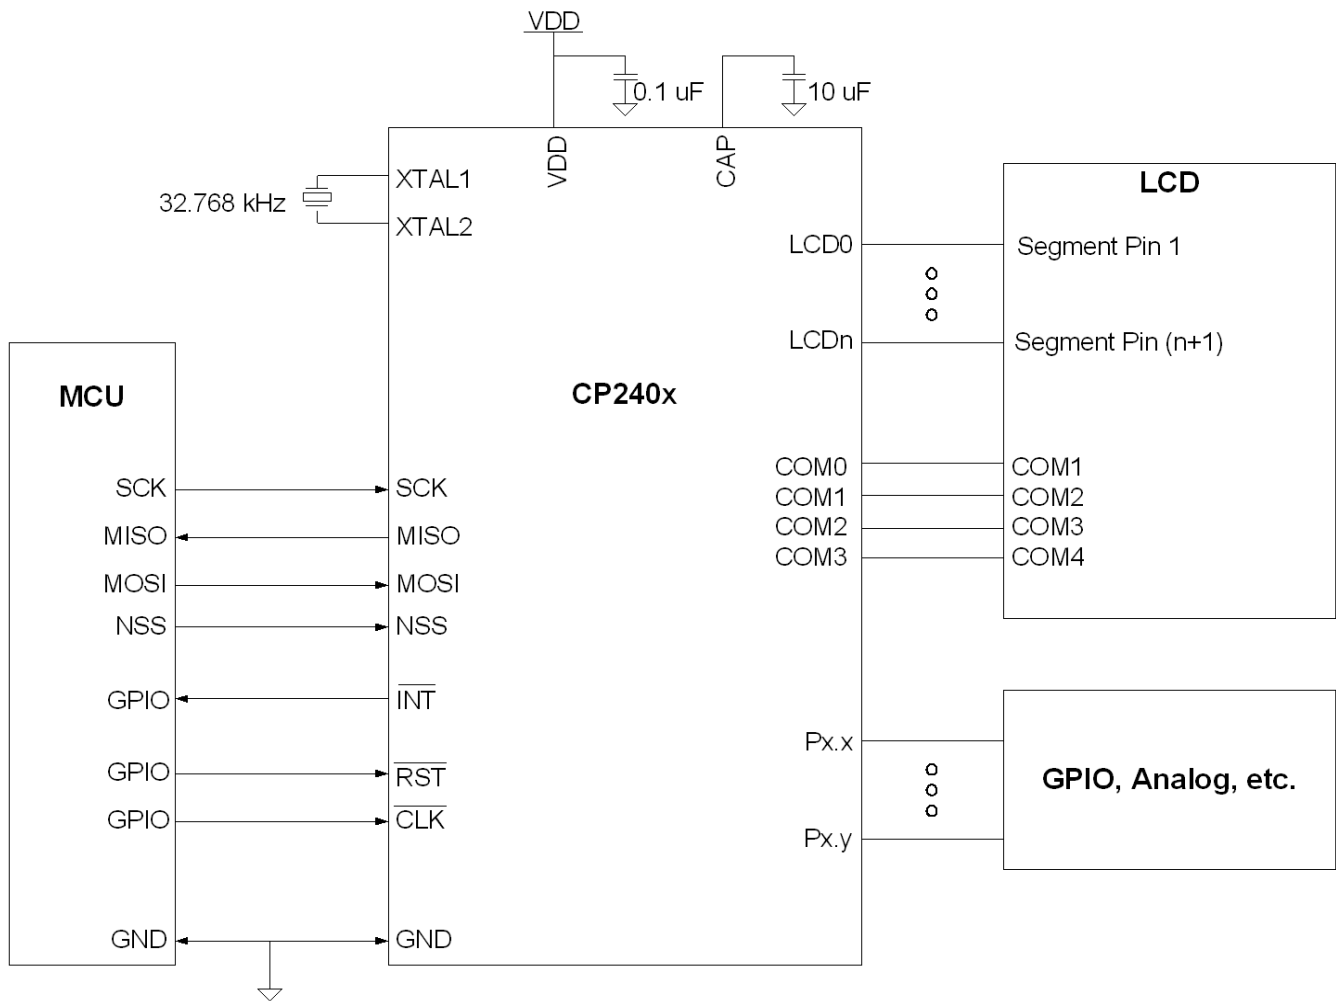 VDD
0.1 uF
10 uF
VDD
CAP
XTAL1
32.768 kHz
XTAL2
LCD
LCD0
Segment Pin 1
LCDn
Segment Pin (n+1)
MCU
CP240x
COM0
COM1
COM1
COM2
COM2
COM3
COM3
COM4
SCK
SCK
MISO
MISO
MOSI
MOSI
NSS
NSS
GPIO
INT
GPIO
RST
GPIO
CLK
Px.x
GPIO, Analog, etc.
Px.y
GND
GND